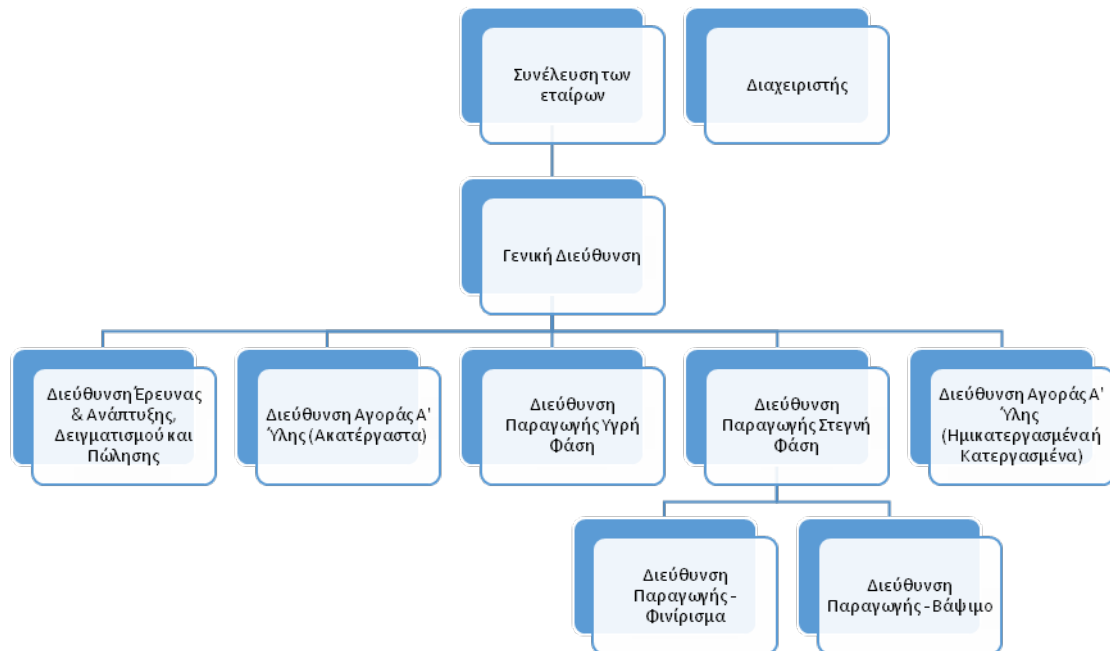 Συνέλευση των
εταίρων
Διαχειριστής
Γενική Διεύθυνση
Διεύθυνση Έρευνας
& Ανάπτυξης,
Δειγματισμού και
Πώλησης
Διεύθυνση Αγοράς Α'
Ύλης (Ακατέργαστα)
Διεύθυνση
Παραγωγής Υγρή
Φάση
Διεύθυνση
Παραγωγής Στεγνή
Φάση
Διεύθυνση Αγοράς Α'
Ύλης
(Ημικατεργασμένα ή
Κατεργασμένα)
Διεύθυνση
Παραγωγής -
Φινίρισμα
Διεύθυνση
Παραγωγής - Βάψιμο